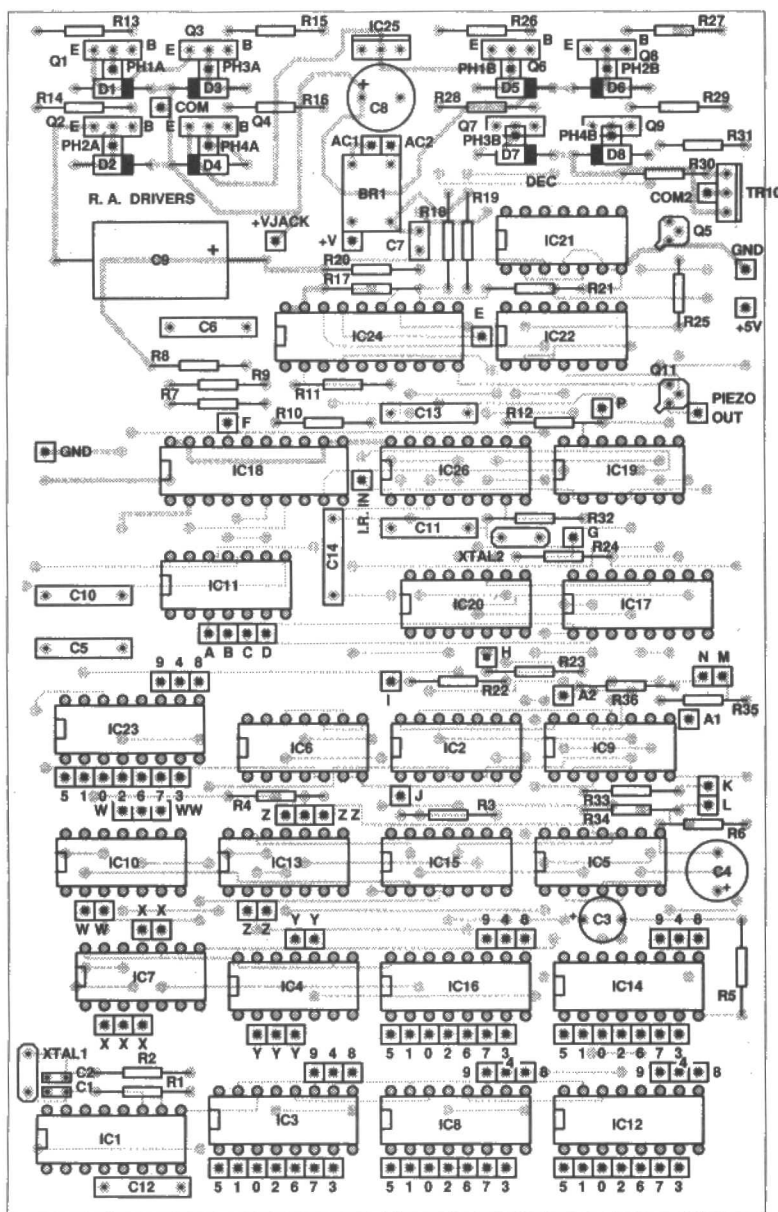 R13 Q3 R15 IC25 R26 R27
E B E B E B E B
Q1 PH1A PH3A PH1B Q6 PH2B Q8
D1 D3 C8 D5 D6
R14 COM R16 R28 R29
Q2 E B E B Q4 AC1 AC2 Q7 PH3B PH4B Q9 R31
PH2A PH4A
D2 D4 D7 D8
R30
R. A. DRIVERS BR1 DEC COM2 TR10
+VJACK R18 R19
C9 + +V C7 IC21 Q5
R20 GND
R17 R21
R25
C6 IC24 E IC22 +5V
R8
R9 R11 Q11
R7 C13 P PIEZO
F R10 R12 OUT
GND IC18 IC26 IC19
I.R. IN
R32
C14 C11 G
XTAL2 R24
C10 IC11 IC20 IC17
C5 A B C D
H
9 4 8 R23 N M
I R22 A2 R36
R35
IC23 IC6 IC2 IC9 A1
5 1 0 2 6 7 3 R4 J K
W WW Z Z Z R3 R33 L
R34
R6
IC10 IC13 IC15 IC5 C4
+
W W X X Z Z Y Y 9 4 8 + C3 9 4 8
IC7 IC4 IC16 IC14 R5
X X X Y Y Y 5 1 0 2 6 7 3 5 1 0 2 6 7 3
XTAL1 R2 9 4 8 9 4 8 9 4 8
C2
C1 R1
IC1 IC3 IC8 IC12
C12 5 1 0 2 6 7 3 5 1 0 2 6 7 3 5 1 0 2 6 7 3